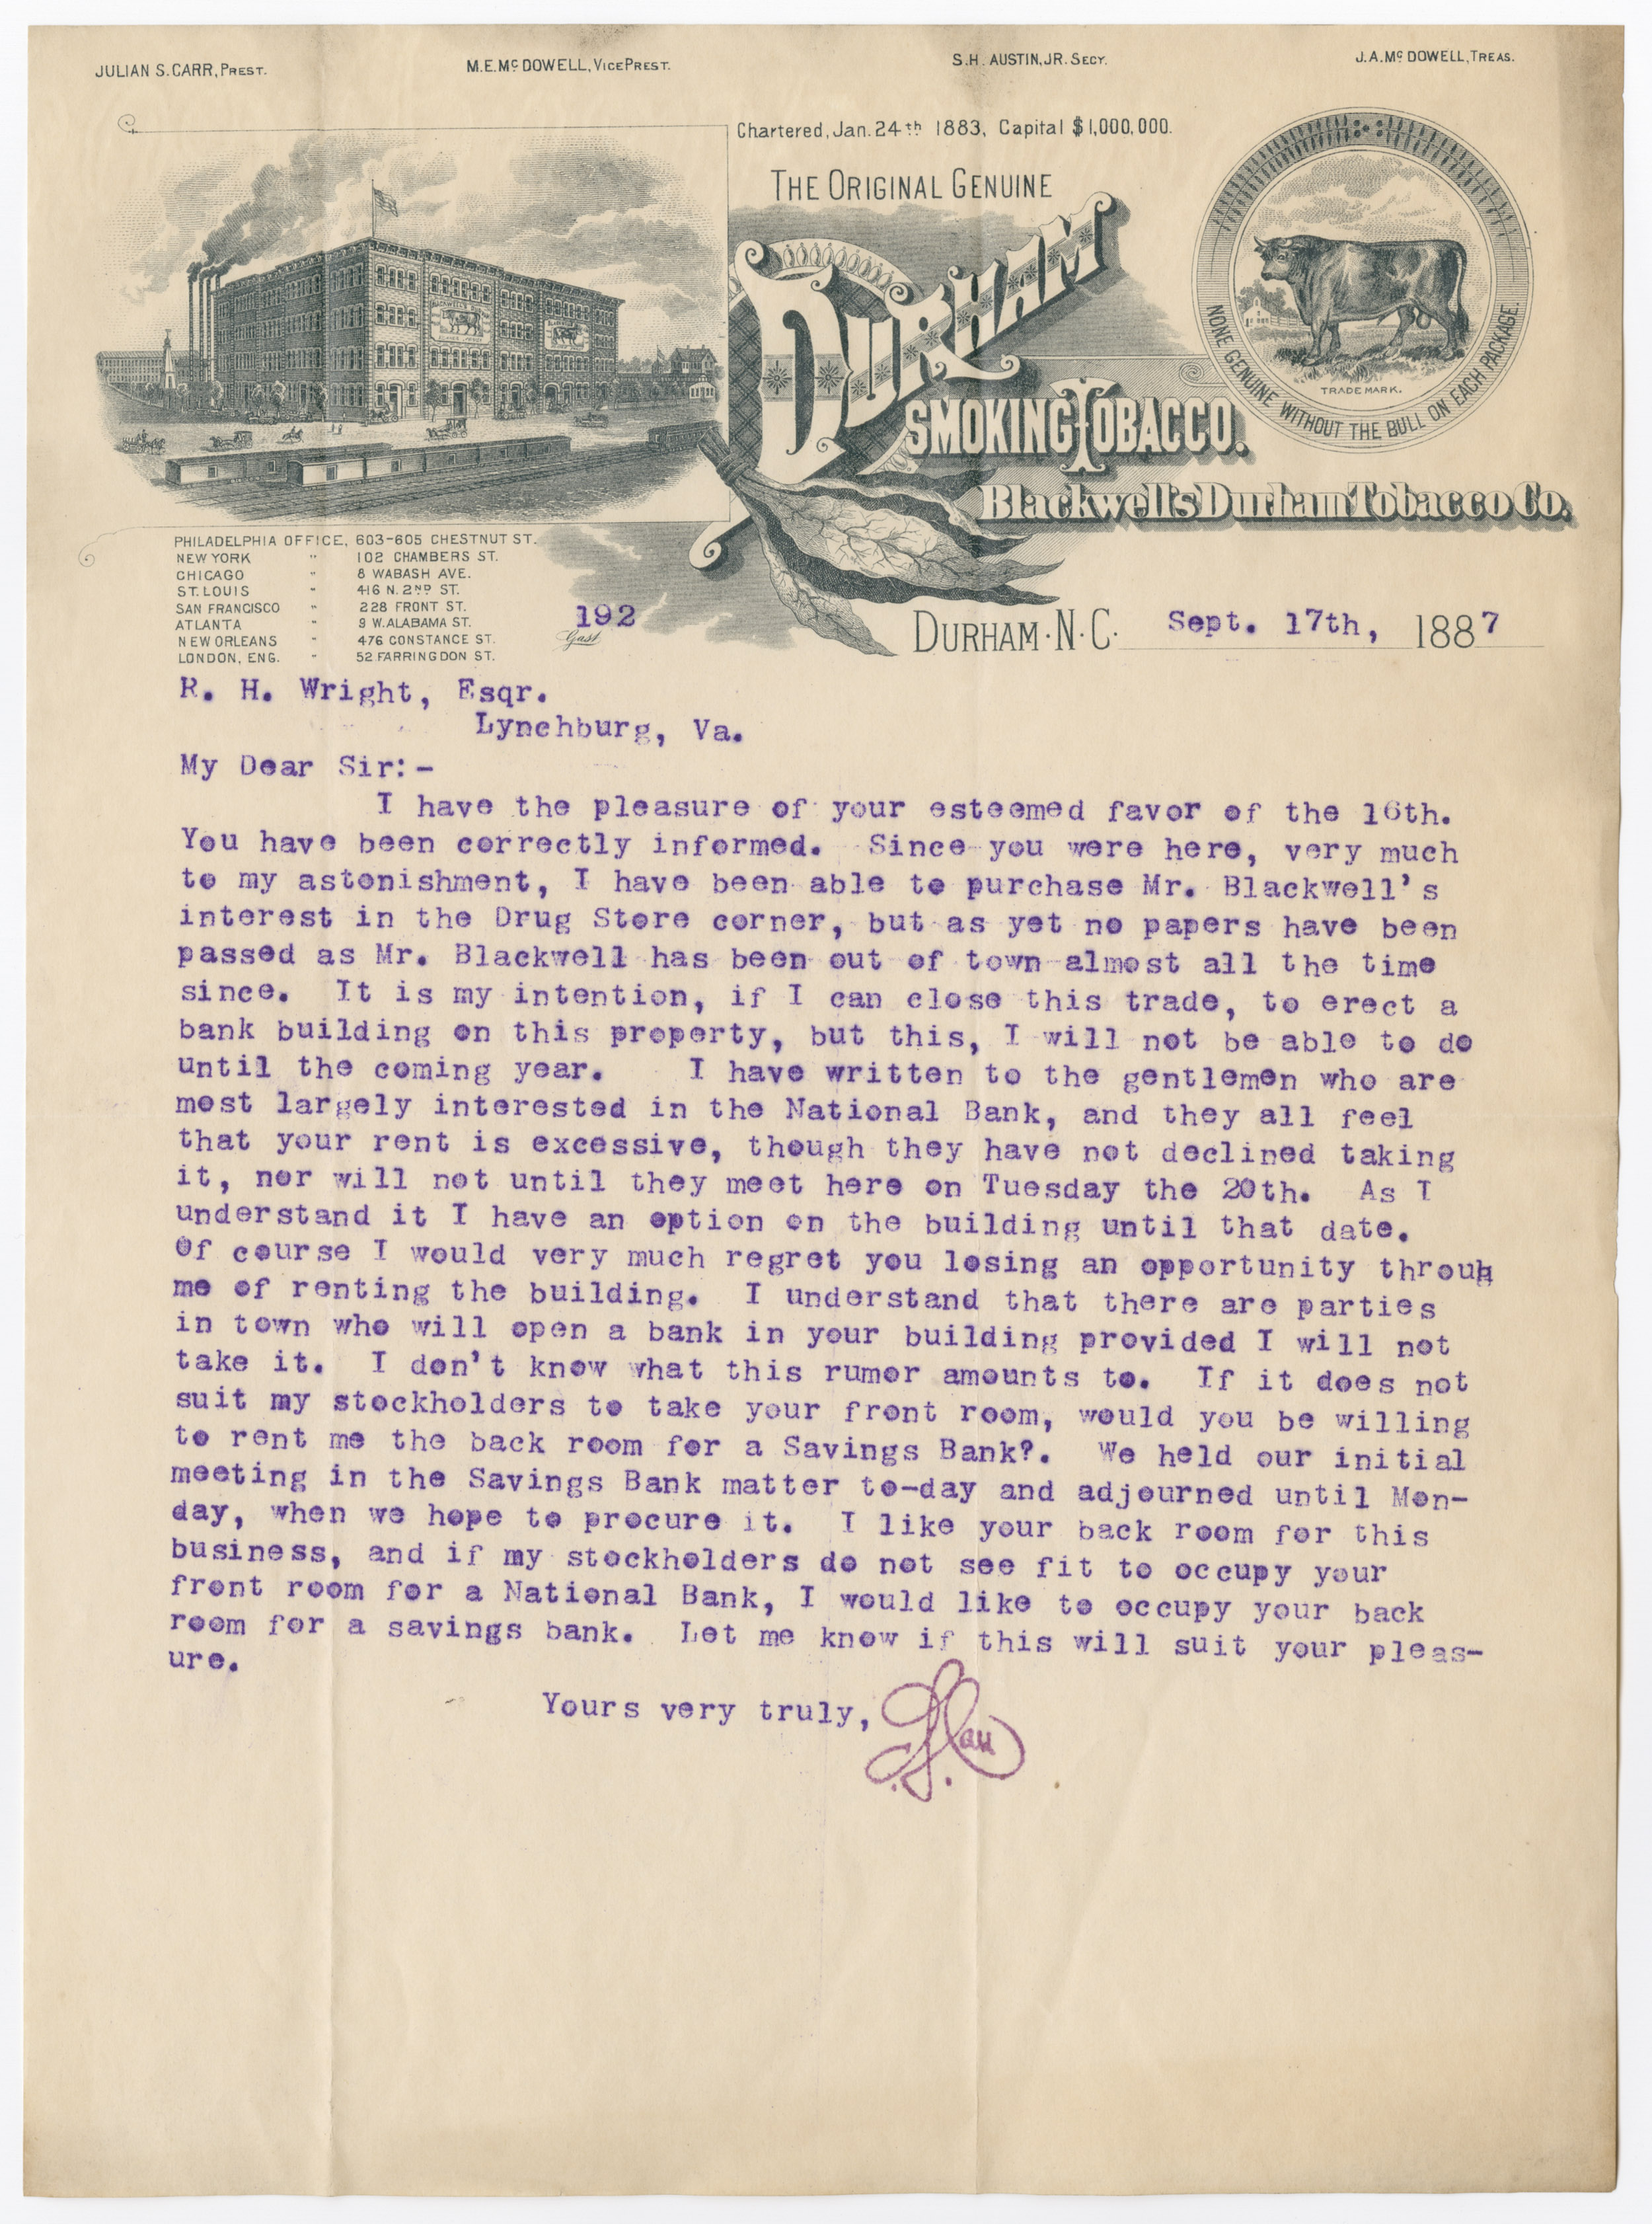 JULIAN S. CARR, PREST.
M.E. McDOWELL, VICE PREST.
S.H. AUSTIN, JR. SECY.
J.A. McDOWELL, TREAS.
Chartered, Jan. 24th 1883, Capital $1,000,000.
THE ORIGINAL GENUINE
DURHAM
SMOKING TOBACCO.
Blackwell's Durham Tobacco Co.
TRADE MARK.
NONE GENUINE WITHOUT THE BULL ON EACH PACKAGE.
PHILADELPHIA OFFICE, 603-605 CHESTNUT ST.
NEW YORK " 102 CHAMBERS ST.
CHICAGO " 8 WABASH AVE.
ST. LOUIS " 416 N. 2ND ST.
SAN FRANCISCO " 228 FRONT ST.
ATLANTA " 9 W. ALABAMA ST.
NEW ORLEANS " 476 CONSTANCE ST.
LONDON, ENG. " 52 FARRINGDON ST.
192
Gast
DURHAM · N · C. Sept. 17th, 1887
R. H. Wright, Esqr.
Lynchburg, Va.
My Dear Sir:-
I have the pleasure of your esteemed favor of the 16th.
You have been correctly informed. Since you were here, very much
to my astonishment, I have been able to purchase Mr. Blackwell's
interest in the Drug Store corner, but as yet no papers have been
passed as Mr. Blackwell has been out of town almost all the time
since. It is my intention, if I can close this trade, to erect a
bank building on this property, but this, I will not be able to do
until the coming year. I have written to the gentlemen who are
most largely interested in the National Bank, and they all feel
that your rent is excessive, though they have not declined taking
it, nor will not until they meet here on Tuesday the 20th. As I
understand it I have an option on the building until that date.
Of course I would very much regret you losing an opportunity throuh
me of renting the building. I understand that there are parties
in town who will open a bank in your building provided I will not
take it. I don't know what this rumor amounts to. If it does not
suit my stockholders to take your front room, would you be willing
to rent me the back room for a Savings Bank?. We held our initial
meeting in the Savings Bank matter to-day and adjourned until Mon-
day, when we hope to procure it. I like your back room for this
business, and if my stockholders do not see fit to occupy your
front room for a National Bank, I would like to occupy your back
room for a savings bank. Let me know if this will suit your pleas-
ure.
Yours very truly,
J.S. Carr